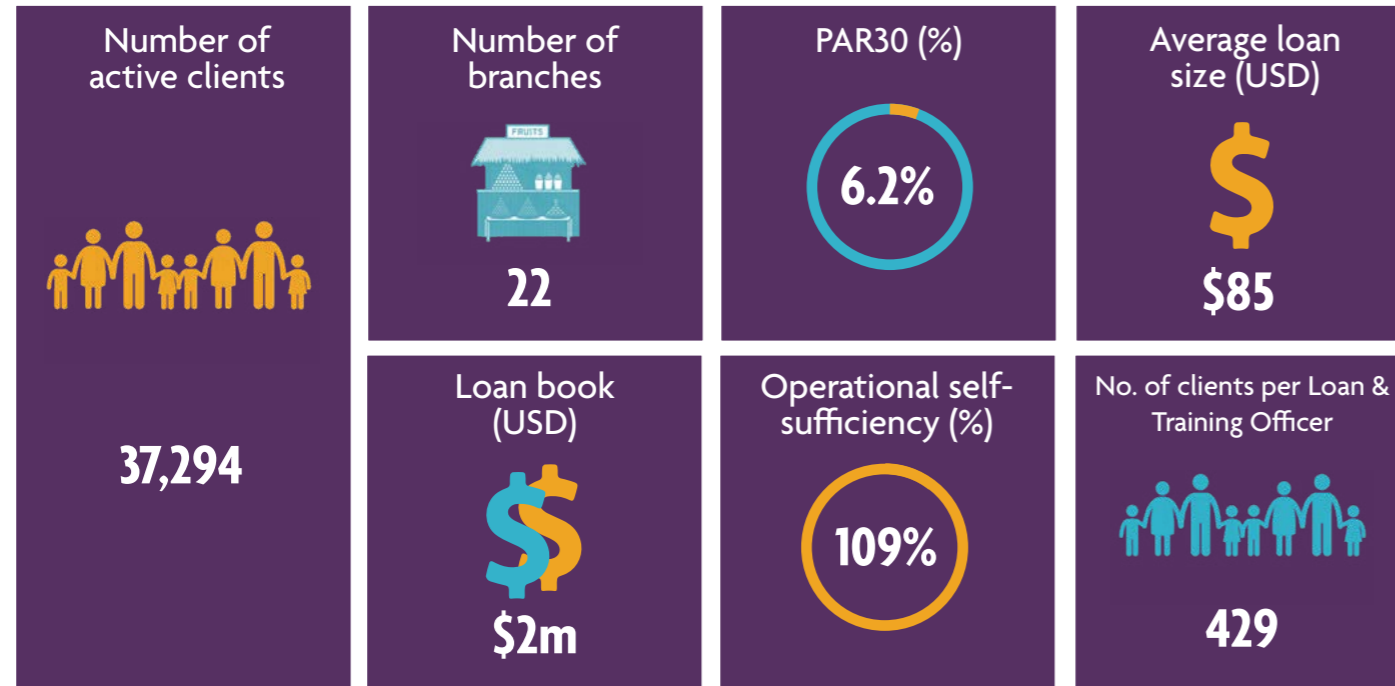 Number of
active clients
37,294
Number of
branches
FRUITS
22
PAR30 (%)
6.2%
Average loan
size (USD)
$85
Loan book
(USD)
$2m
Operational self-
sufficiency (%)
109%
No. of clients per Loan &
Training Officer
429